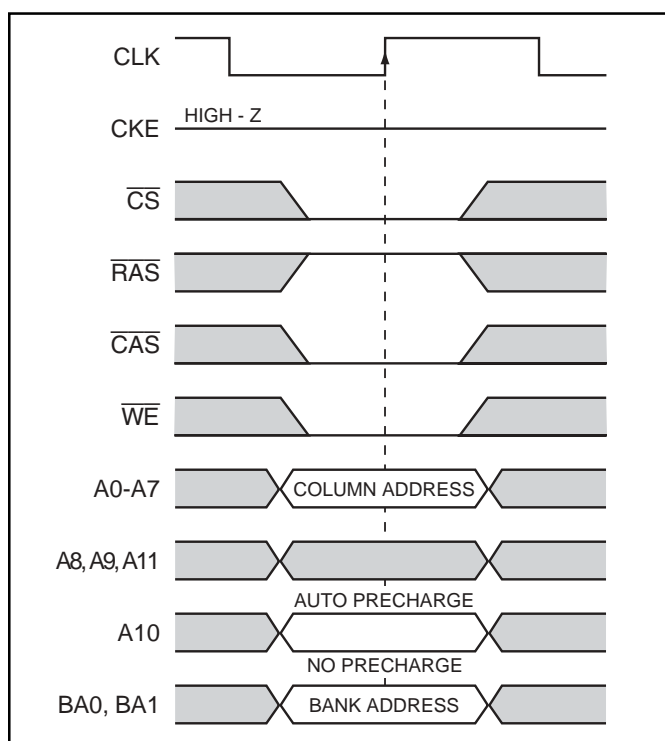 CLK
CKE HIGH - Z
CS
RAS
CAS
WE
A0-A7 COLUMN ADDRESS
A8, A9, A11
AUTO PRECHARGE
A10
NO PRECHARGE
BA0, BA1 BANK ADDRESS